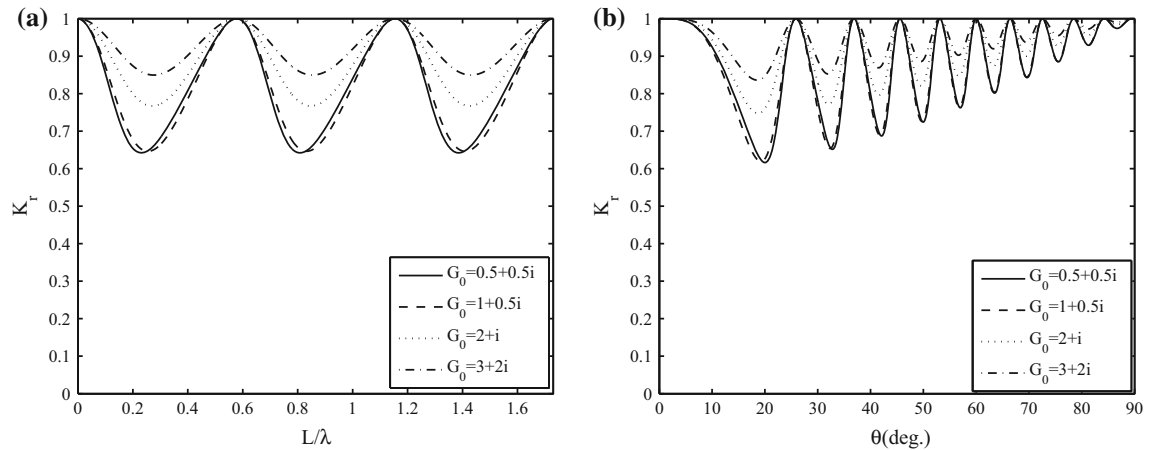 (a)
K_r
1
0.9
0.8
0.7
0.6
0.5
0.4
0.3
0.2
0.1
0
0 0.2 0.4 0.6 0.8 1 1.2 1.4 1.6
L/λ
G_0=0.5+0.5i
G_0=1+0.5i
G_0=2+i
G_0=3+2i
(b)
K_r
1
0.9
0.8
0.7
0.6
0.5
0.4
0.3
0.2
0.1
0
0 10 20 30 40 50 60 70 80 90
θ(deg.)
G_0=0.5+0.5i
G_0=1+0.5i
G_0=2+i
G_0=3+2i